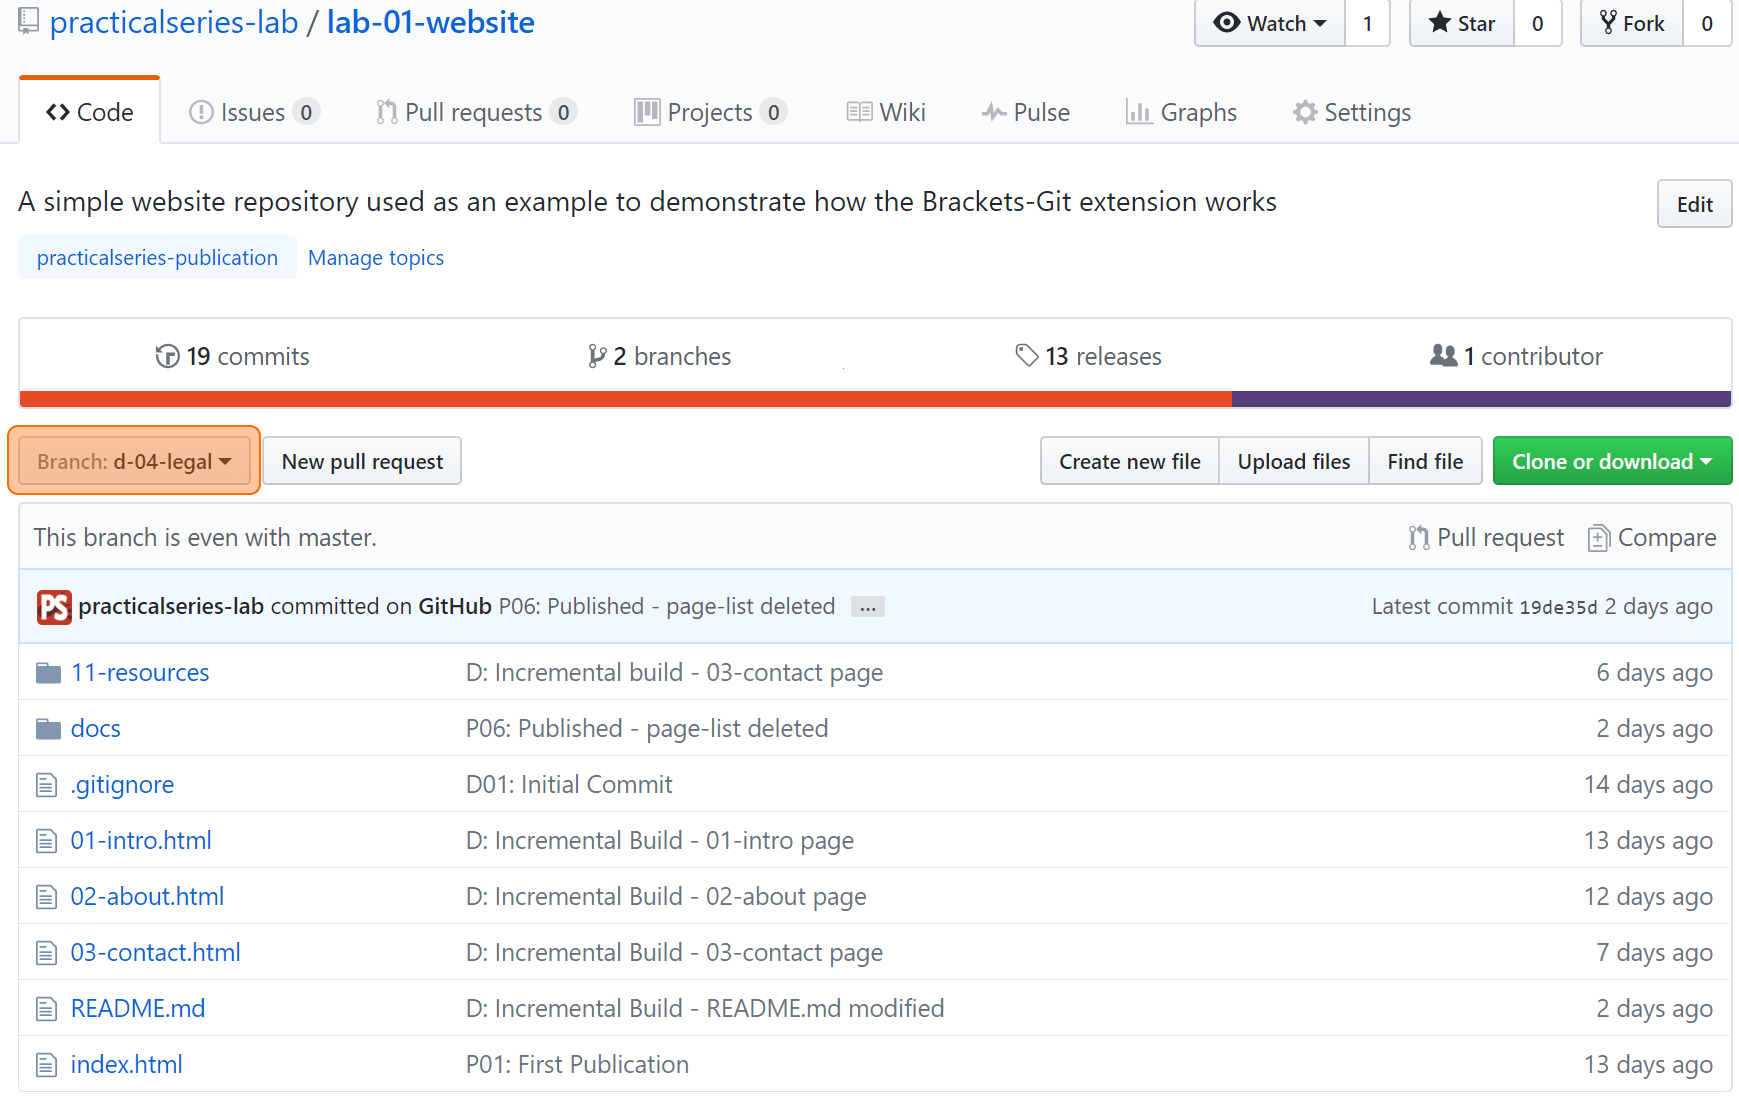 practicalseries-lab / lab-01-website Watch 1 Star 0 Fork 0
Code Issues 0 Pull requests 0 Projects 0 Wiki Pulse Graphs Settings
A simple website repository used as an example to demonstrate how the Brackets-Git extension works Edit
practicalseries-publication Manage topics
19 commits 2 branches 13 releases 1 contributor
Branch: d-04-legal New pull request Create new file Upload files Find file Clone or download
This branch is even with master. Pull request Compare
PS practicalseries-lab committed on GitHub P06: Published - page-list deleted ... Latest commit 19de35d 2 days ago
11-resources D: Incremental build - 03-contact page 6 days ago
docs P06: Published - page-list deleted 2 days ago
.gitignore D01: Initial Commit 14 days ago
01-intro.html D: Incremental Build - 01-intro page 13 days ago
02-about.html D: Incremental Build - 02-about page 12 days ago
03-contact.html D: Incremental Build - 03-contact page 7 days ago
README.md D: Incremental Build - README.md modified 2 days ago
index.html P01: First Publication 13 days ago